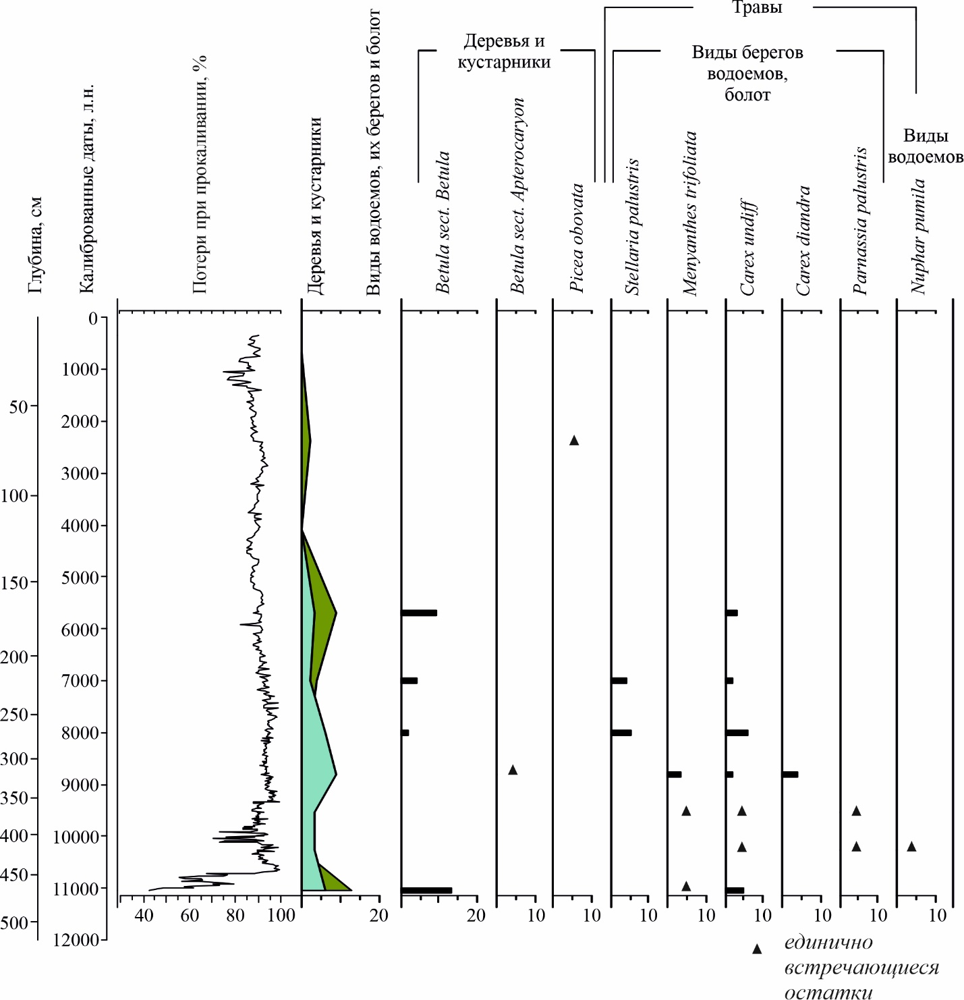 Травы
Деревья и
кустарники
Виды берегов
водоемов,
болот
Виды
водоемов
Глубина, см
Калиброванные даты, л.н.
Потери при прокаливании, %
Деревья и кустарники
Виды водоемов, их берегов и болот
Betula sect. Betula
Betula sect. Apterocaryon
Picea obovata
Stellaria palustris
Menyanthes trifoliata
Carex undiff
Carex diandra
Parnassia palustris
Nuphar pumila
0
1000
50
2000
3000
100
4000
5000
150
6000
200
7000
250
8000
300
9000
350
400
10000
450
11000
500
40 60 80 100 20 20 10 10 10 10 10 10 10 10
12000
единично
встречающиеся
остатки